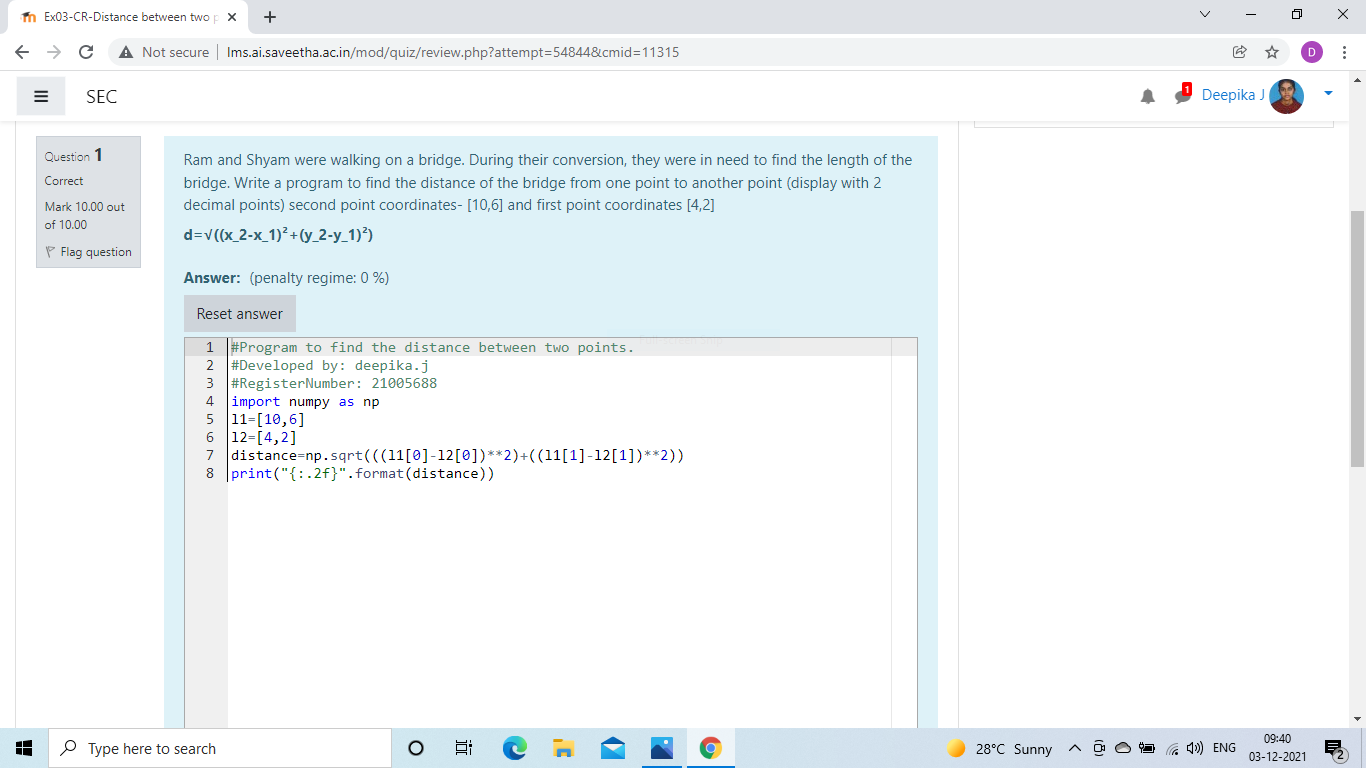 Ex03-CR-Distance between two p
Not secure
lms.ai.saveetha.ac.in/mod/quiz/review.php?attempt=54844&cmid=11315
D
SEC
1
Deepika J
Question 1
Correct
Mark 10.00 out
of 10.00
Flag question
Ram and Shyam were walking on a bridge. During their conversion, they were in need to find the length of the
bridge. Write a program to find the distance of the bridge from one point to another point (display with 2
decimal points) second point coordinates- [10,6] and first point coordinates [4,2]
d=√((x_2-x_1)²+(y_2-y_1)²)
Answer: (penalty regime: 0 %)
Reset answer
1 #Program to find the distance between two points.
2 #Developed by: deepika.j
3 #RegisterNumber: 21005688
4 import numpy as np
5 l1=[10,6]
6 l2=[4,2]
7 distance=np.sqrt(((l1[0]-l2[0])**2)+((l1[1]-l2[1])**2))
8 print("{:.2f}".format(distance))
Type here to search
28°C Sunny
ENG
09:40
03-12-2021
2